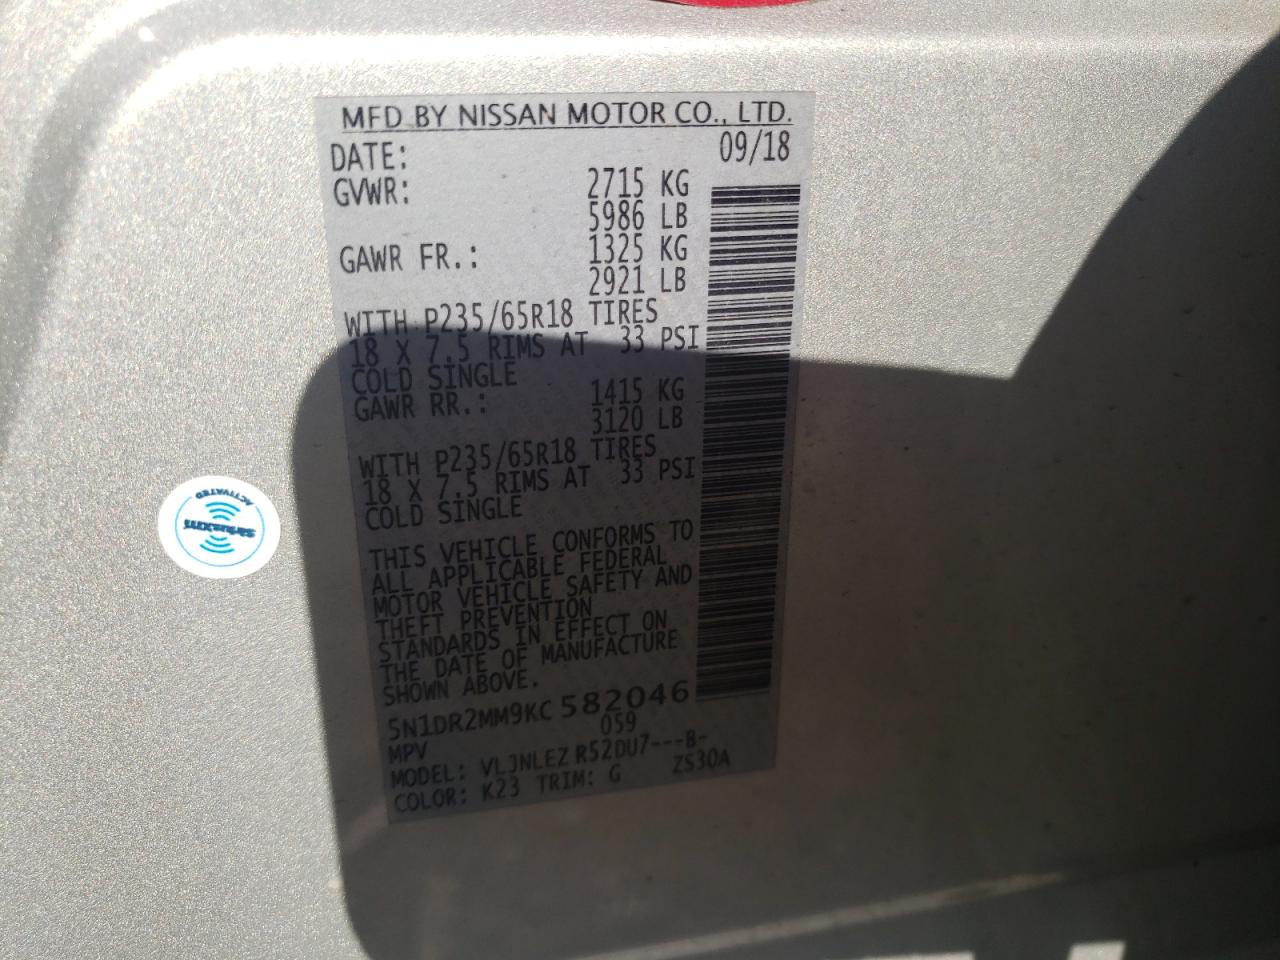 MFD BY NISSAN MOTOR CO., LTD.
DATE: 09/18
GVWR: 2715 KG
5986 LB
GAWR FR.: 1325 KG
2921 LB
WITH P235/65R18 TIRES
18 X 7.5 RIMS AT 33 PSI
COLD SINGLE
GAWR RR.: 1415 KG
3120 LB
WITH P235/65R18 TIRES
18 X 7.5 RIMS AT 33 PSI
COLD SINGLE
THIS VEHICLE CONFORMS TO
ALL APPLICABLE FEDERAL
MOTOR VEHICLE SAFETY AND
THEFT PREVENTION
STANDARDS IN EFFECT ON
THE DATE OF MANUFACTURE
SHOWN ABOVE.
5N1DR2MM9KC 582046
MPV 059
MODEL: VLJNLEZ R52DU7---B-
COLOR: K23 TRIM: G ZS30A
siriusxm
ACTIVATED